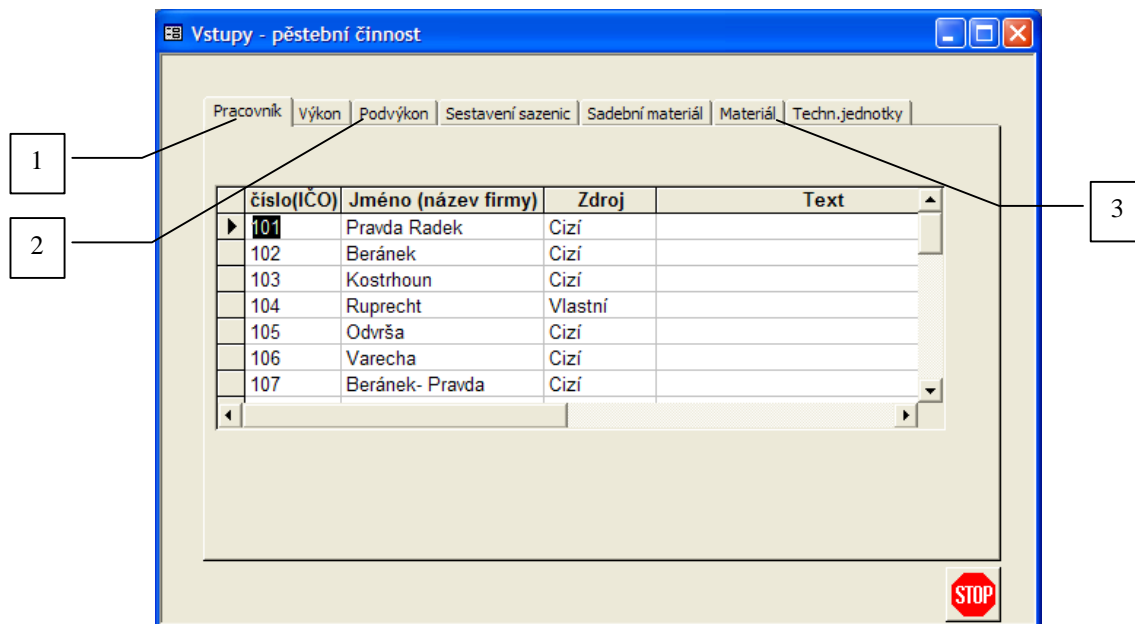 Vstupy - pěstební činnost
Pracovník Výkon Podvýkon Sestavení sazenic Sadební materiál Materiál Techn.jednotky
1
2
3
číslo(IČO) Jméno (název firmy) Zdroj Text
101 Pravda Radek Cizí
102 Beránek Cizí
103 Kostrhoun Cizí
104 Ruprecht Vlastní
105 Odvrša Cizí
106 Varecha Cizí
107 Beránek- Pravda Cizí
STOP